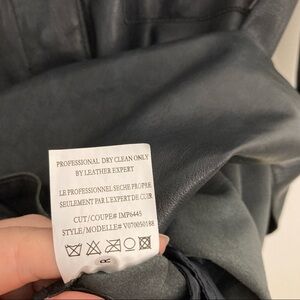 PROFESSIONAL DRY CLEAN ONLY
BY LEATHER EXPERT
LE PROFESSIONNEL SECHE PROPRE
SEULEMENT PAR L'EXPERT DE CUIR
CUT/COUPE# IMP6445
STYLE/MODELLE# V070050188
R